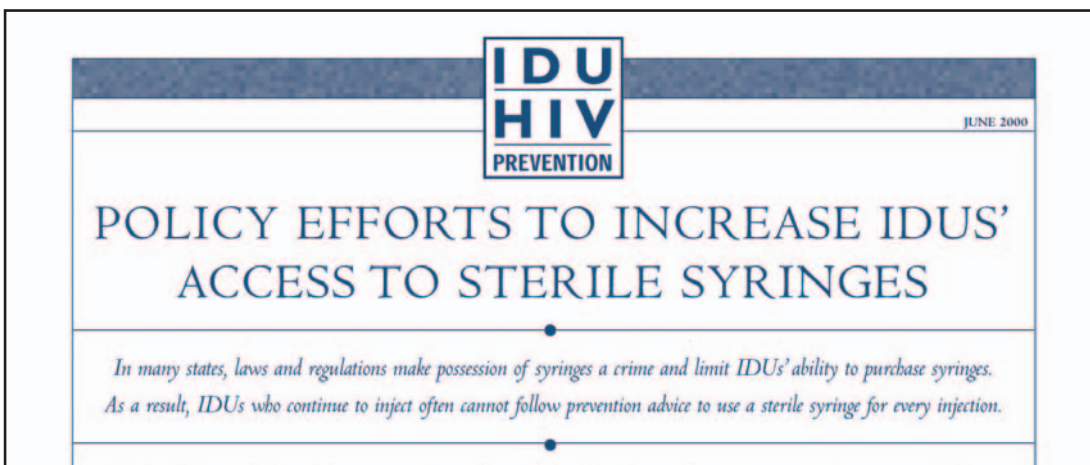 IDU
HIV
PREVENTION
JUNE 2000
POLICY EFFORTS TO INCREASE IDUS’
ACCESS TO STERILE SYRINGES
In many states, laws and regulations make possession of syringes a crime and limit IDUs’ ability to purchase syringes.
As a result, IDUs who continue to inject often cannot follow prevention advice to use a sterile syringe for every injection.